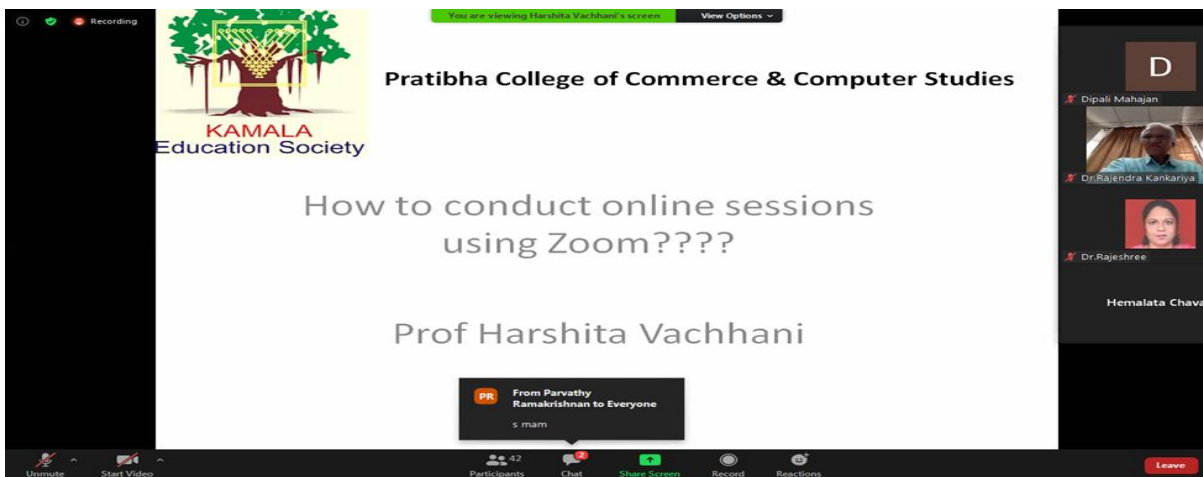 Recording
You are viewing Harshita Vachhani's screen
View Options
KAMALA
Education Society
Pratibha College of Commerce & Computer Studies
How to conduct online sessions
using Zoom????
Prof Harshita Vachhani
D
Dipali Mahajan
Dr.Rajendra Kankariya
Dr.Rajeshree
Hemalata Chava
PR
From Parvathy
Ramakrishnan to Everyone
s mam
Unmute
Start Video
Participants
42
Chat
2
Share Screen
Record
Reactions
Leave